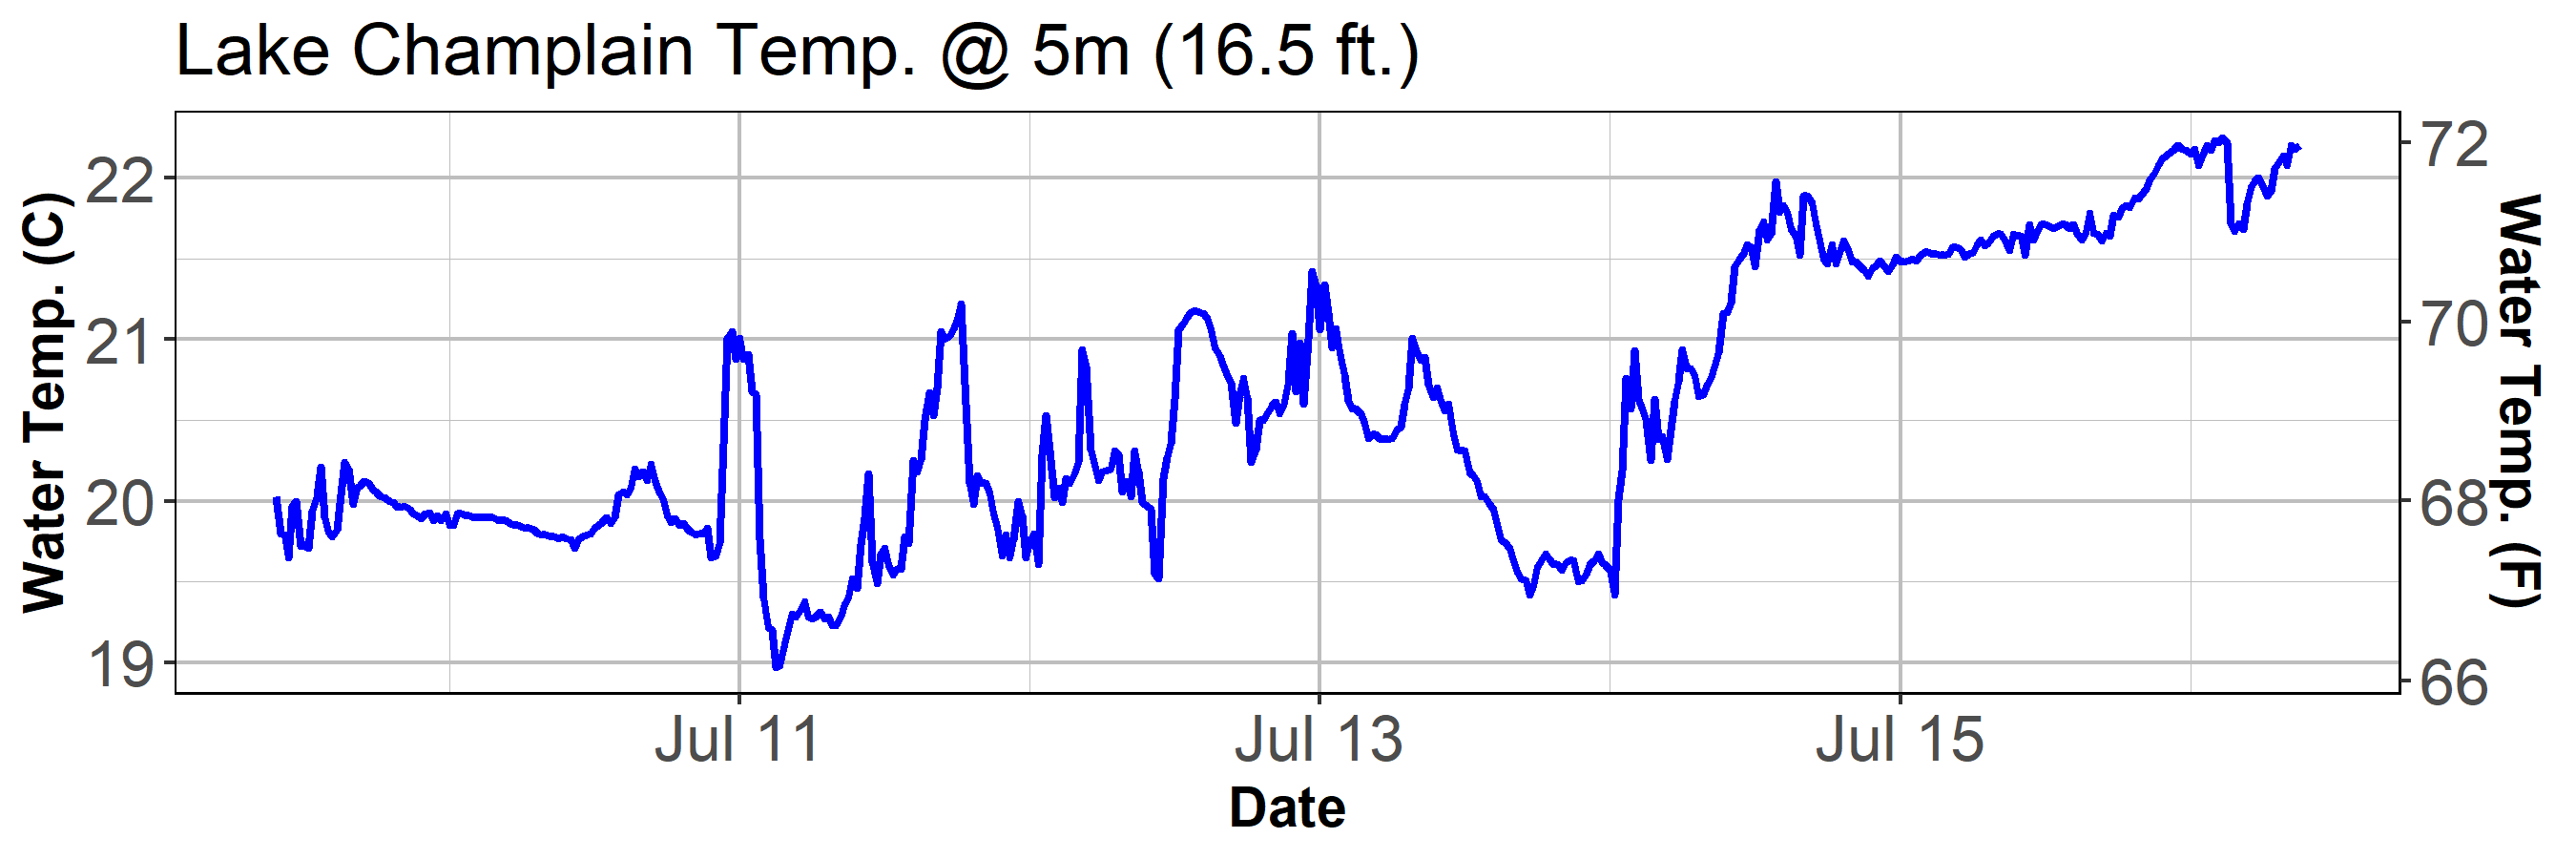 Lake Champlain Temp. @ 5m (16.5 ft.)
Water Temp. (C)
22
21
20
19
72
70
68
66
Water Temp. (F)
Jul 11
Jul 13
Jul 15
Date